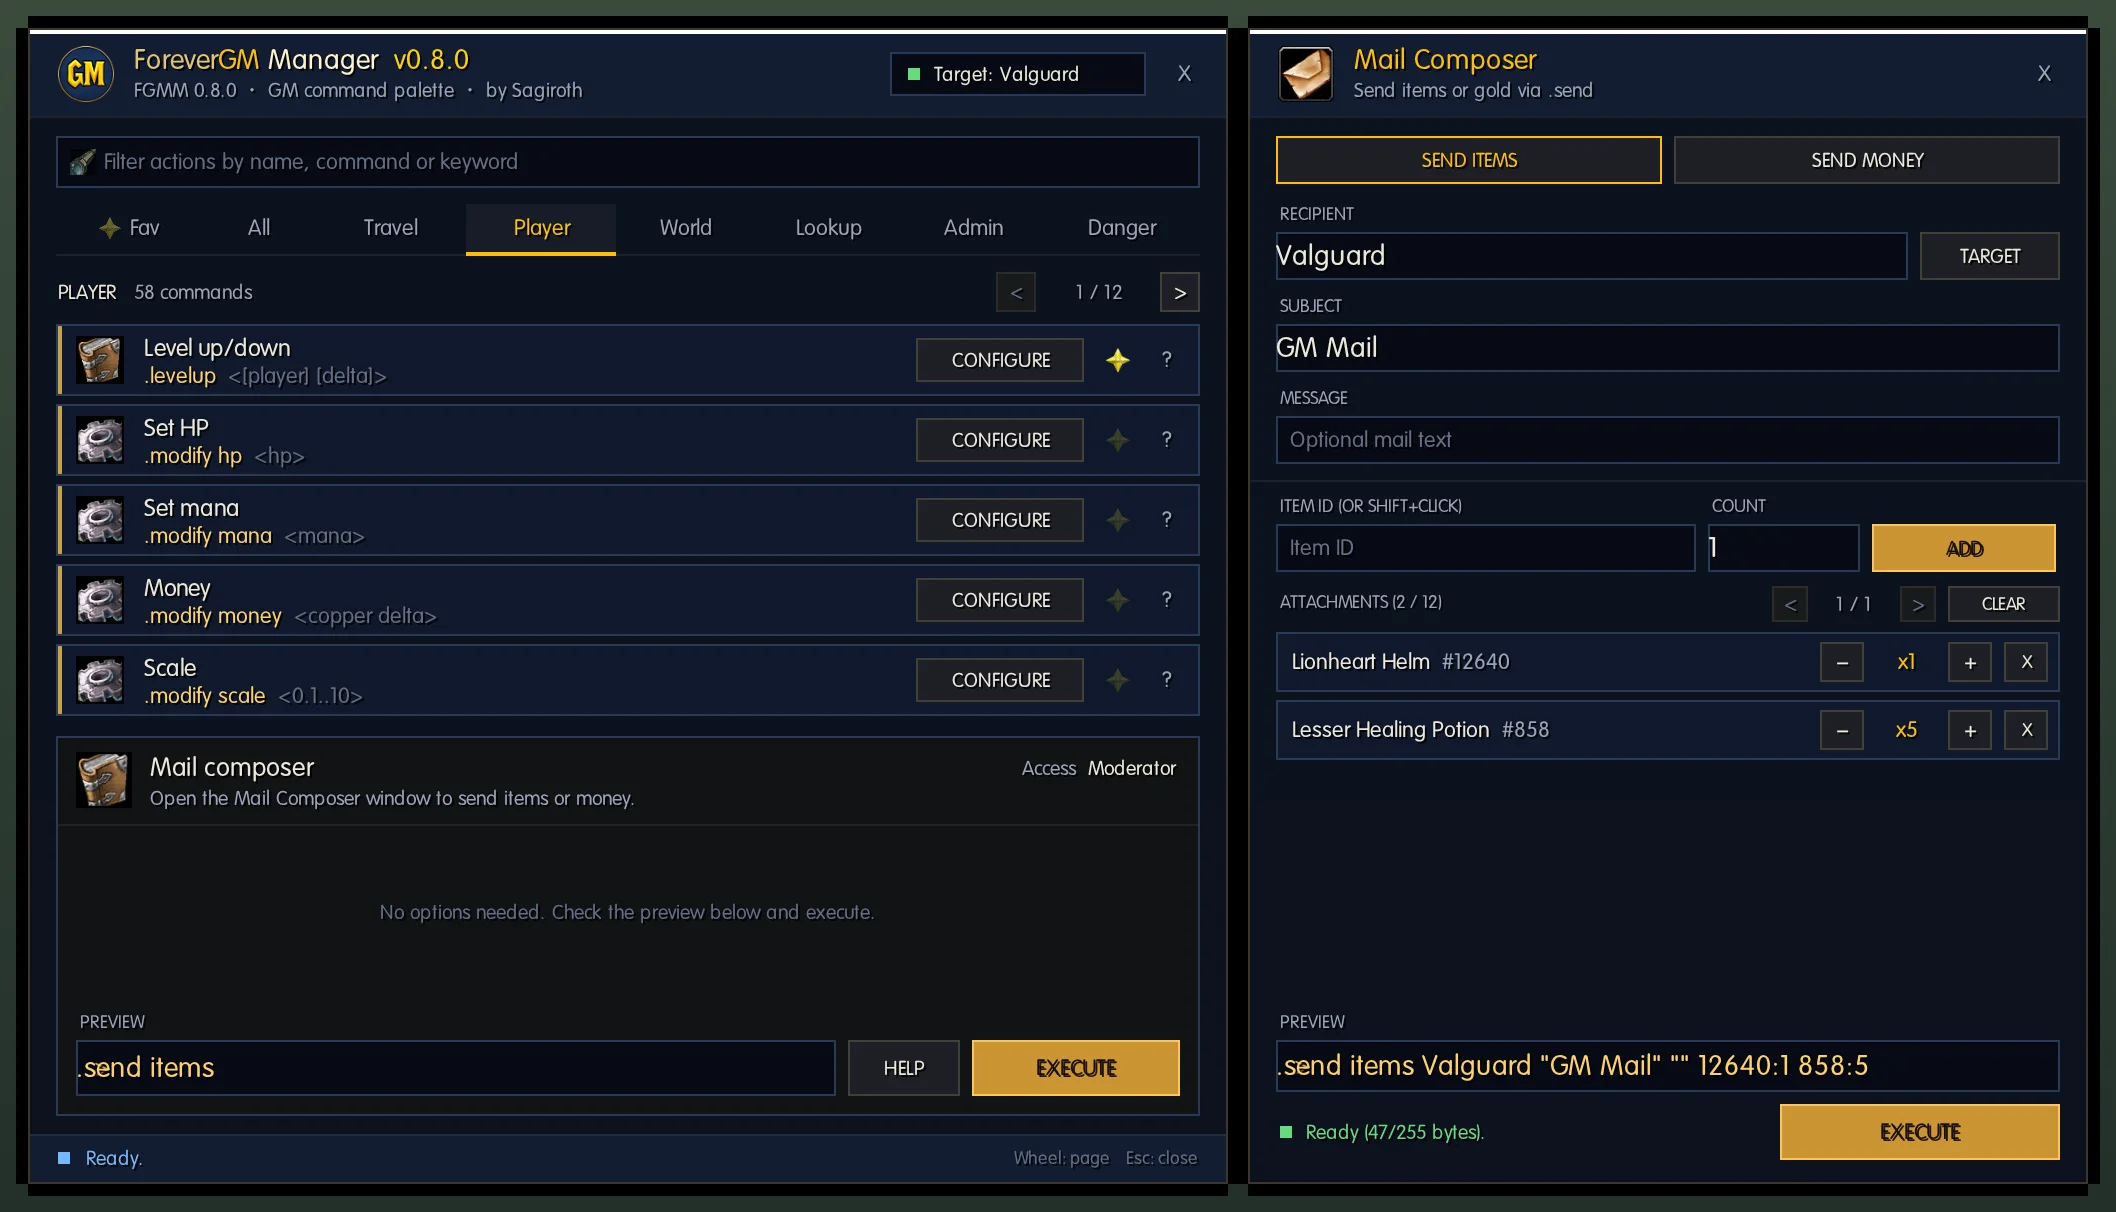 GM
ForeverGM Manager v0.8.0
FGMM 0.8.0 · GM command palette · by Sagiroth
Target: Valguard
X
Filter actions by name, command or keyword
Fav All Travel Player World Lookup Admin Danger
PLAYER 58 commands
< 1 / 12 >
Level up/down
.levelup <[player] [delta]>
CONFIGURE ?
Set HP
.modify hp <hp>
CONFIGURE ?
Set mana
.modify mana <mana>
CONFIGURE ?
Money
.modify money <copper delta>
CONFIGURE ?
Scale
.modify scale <0.1..10>
CONFIGURE ?
Mail composer
Open the Mail Composer window to send items or money.
Access Moderator
No options needed. Check the preview below and execute.
PREVIEW
.send items
HELP
EXECUTE
Ready.
Wheel: page Esc: close
Mail Composer
Send items or gold via .send
X
SEND ITEMS
SEND MONEY
RECIPIENT
Valguard
TARGET
SUBJECT
GM Mail
MESSAGE
Optional mail text
ITEM ID (OR SHIFT+CLICK)
COUNT
Item ID
1
ADD
ATTACHMENTS (2 / 12)
< 1 / 1 >
CLEAR
Lionheart Helm #12640
– x1 + X
Lesser Healing Potion #858
– x5 + X
PREVIEW
.send items Valguard "GM Mail" "" 12640:1 858:5
Ready (47/255 bytes).
EXECUTE